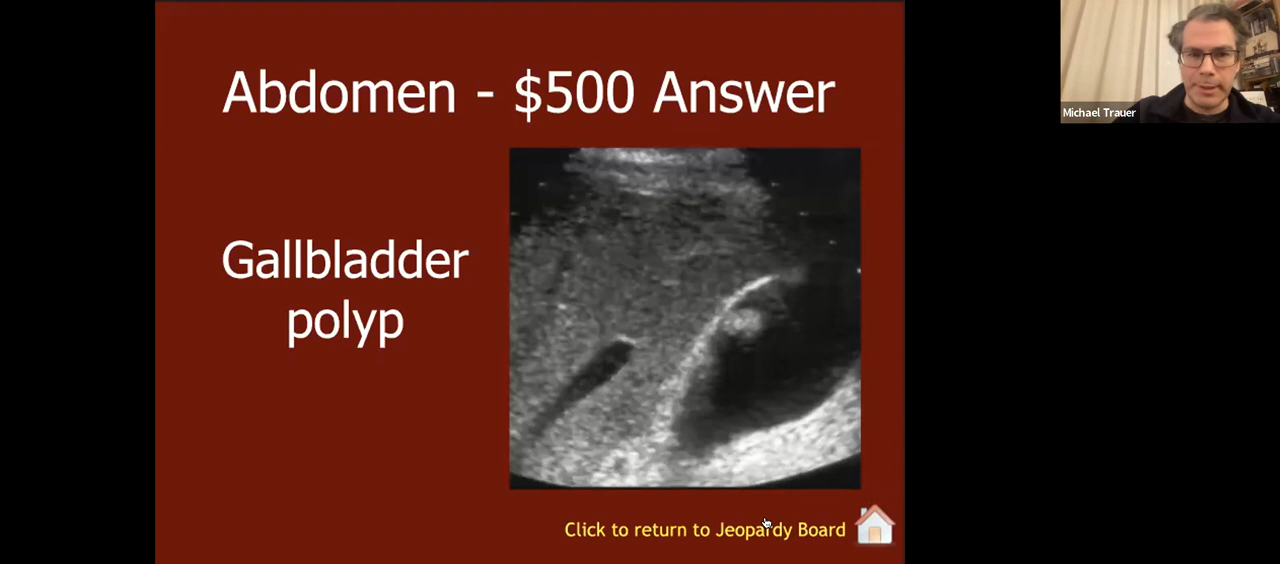 Abdomen - $500 Answer
Gallbladder
polyp
Click to return to Jeopardy Board
Michael Trauer